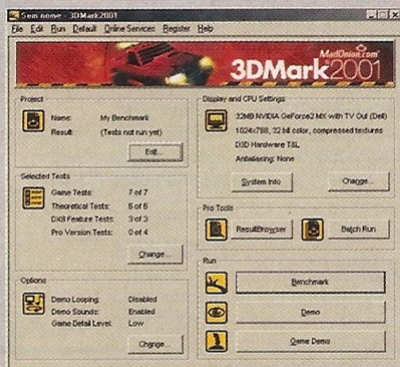 Sem nome - 3DMark2001
File Edit Run Default Online Services Register Help
MadOnion.com
3DMark2001
Project
Name: My Benchmark
Result: (Tests not run yet)
Edit...
Selected Tests
Game Tests: 7 of 7
Theoretical Tests: 5 of 5
DX8 Feature Tests: 3 of 3
Pro Version Tests: 0 of 4
Change...
Options
Demo Looping: Disabled
Demo Sounds: Enabled
Game Detail Level: Low
Change...
Display and CPU Settings
32MB NVIDIA GeForce2 MX with TV Out (Dell)
1024x768, 32 bit color, compressed textures
D3D Hardware T&L
Antialiasing: None
System Info
Change...
Pro Tools
ResultBrowser
Batch Run
Run
Benchmark
Demo
Game Demo